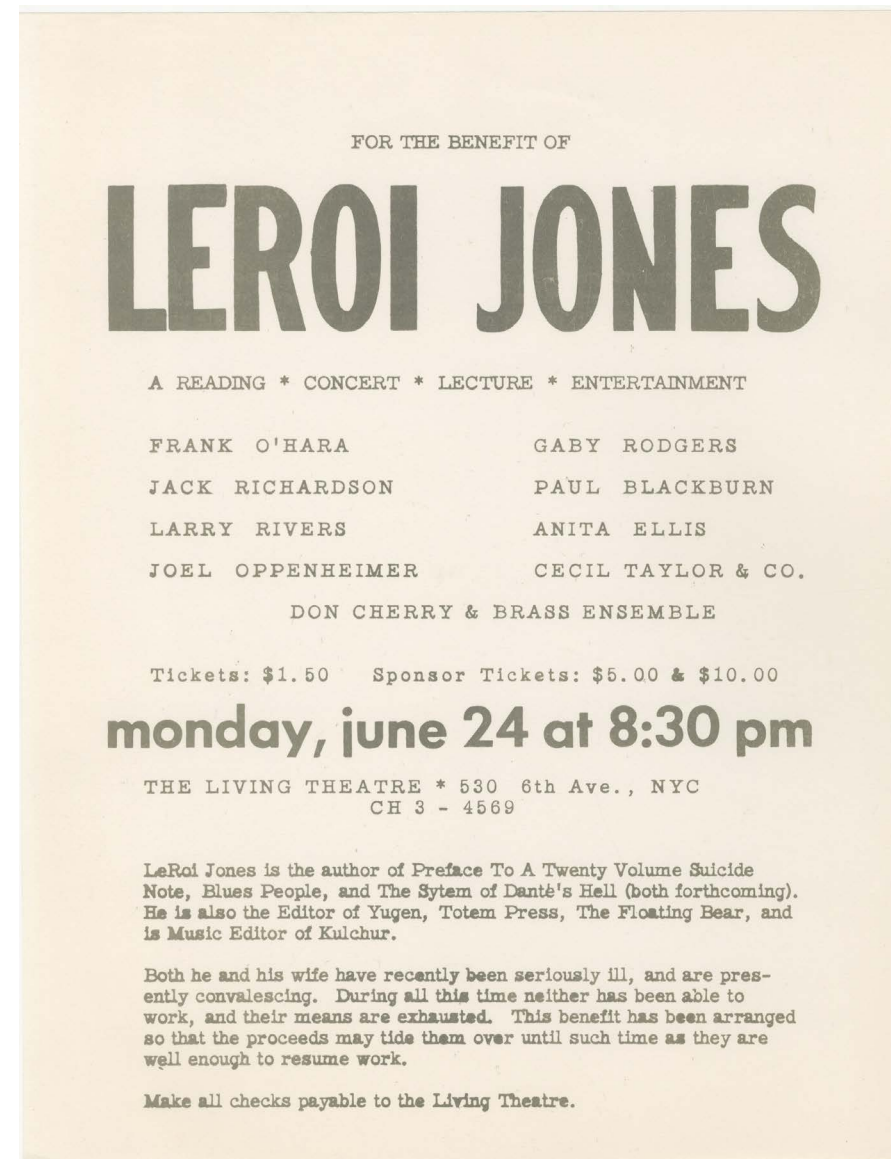 FOR THE BENEFIT OF
LEROI JONES
A READING * CONCERT * LECTURE * ENTERTAINMENT
FRANK O'HARA
GABY RODGERS
JACK RICHARDSON
PAUL BLACKBURN
LARRY RIVERS
ANITA ELLIS
JOEL OPPENHEIMER
CECIL TAYLOR & CO.
DON CHERRY & BRASS ENSEMBLE
Tickets: $1.50 Sponsor Tickets: $5.00 & $10.00
monday, june 24 at 8:30 pm
THE LIVING THEATRE * 530 6th Ave., NYC
CH 3 - 4569
LeRoi Jones is the author of Preface To A Twenty Volume Suicide
Note, Blues People, and The Sytem of Dante's Hell (both forthcoming).
He is also the Editor of Yugen, Totem Press, The Floating Bear, and
is Music Editor of Kulchur.
Both he and his wife have recently been seriously ill, and are pres-
ently convalescing. During all this time neither has been able to
work, and their means are exhausted. This benefit has been arranged
so that the proceeds may tide them over until such time as they are
well enough to resume work.
Make all checks payable to the Living Theatre.